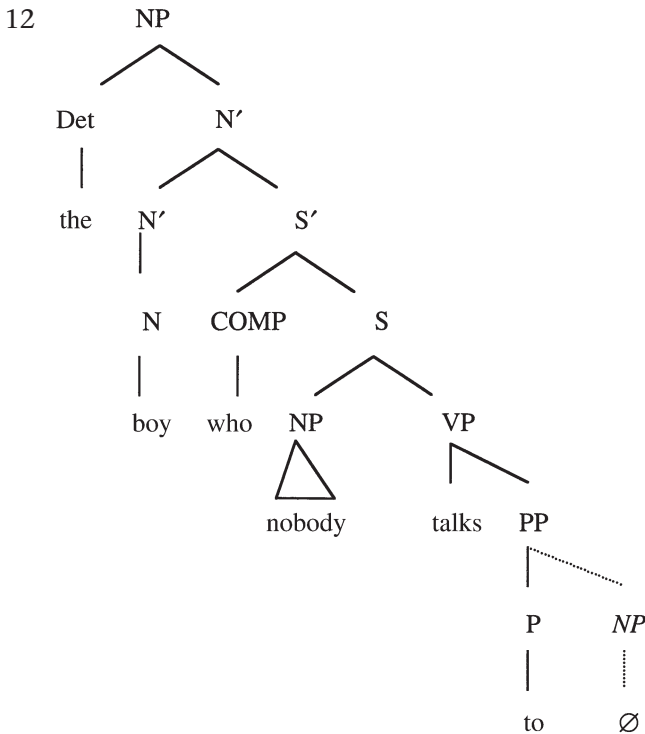 12 NP
Det N′
the N′ S′
N COMP S
boy who NP VP
nobody talks PP
P NP
to ∅